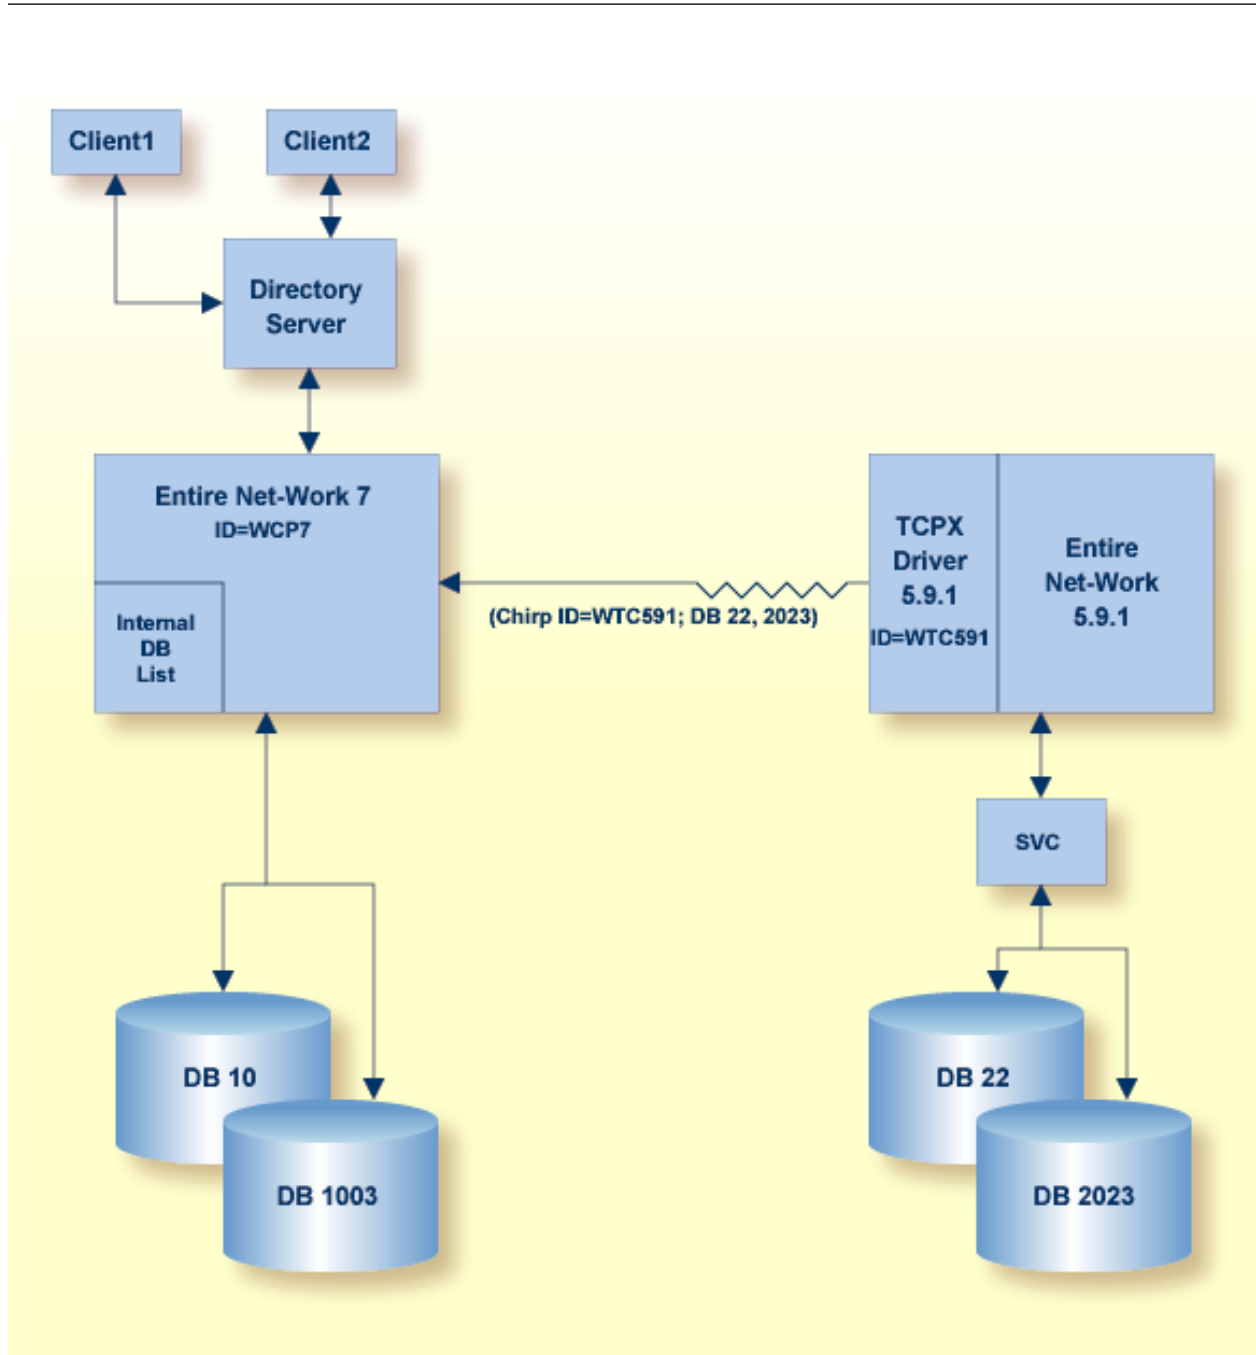 Client1
Client2
Directory
Server
Entire Net-Work 7
ID=WCP7
Internal
DB
List
(Chirp ID=WTC591; DB 22, 2023)
TCPX
Driver
5.9.1
ID=WTC591
Entire
Net-Work
5.9.1
SVC
DB 10
DB 1003
DB 22
DB 2023